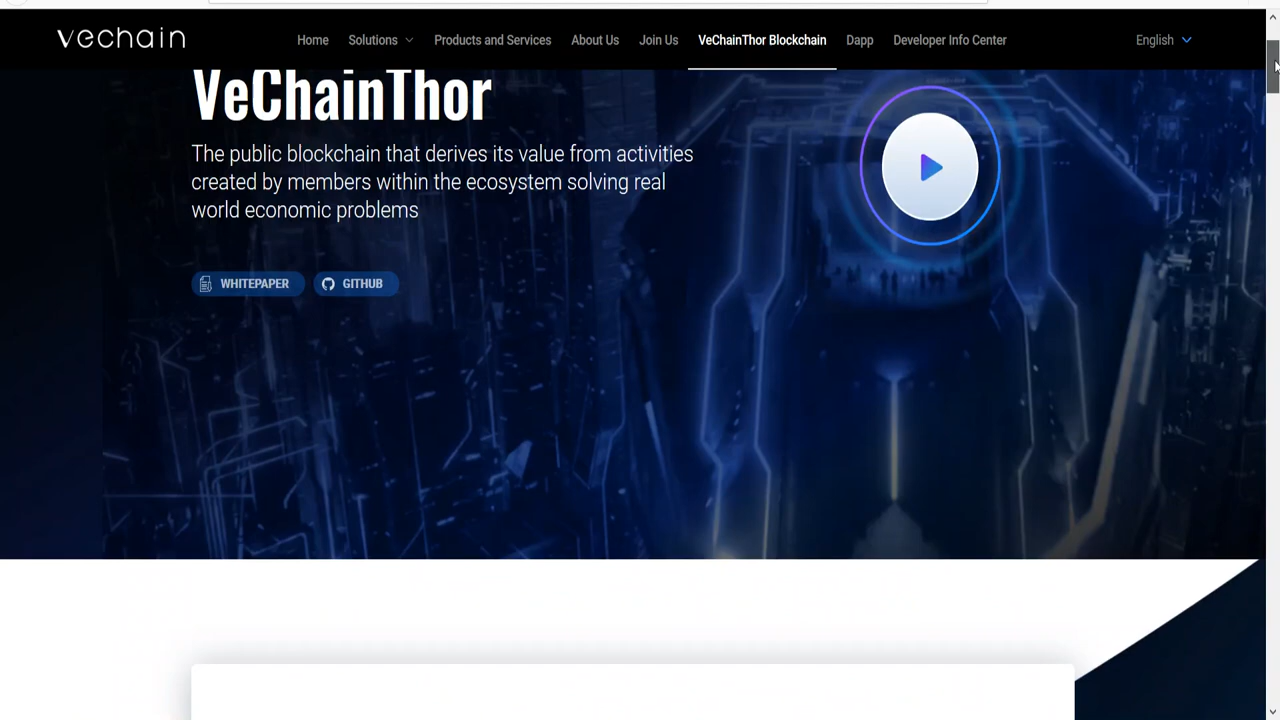 vechain
Home Solutions Products and Services About Us Join Us VeChainThor Blockchain Dapp Developer Info Center English
VeChainThor
The public blockchain that derives its value from activities
created by members within the ecosystem solving real
world economic problems
WHITEPAPER GITHUB